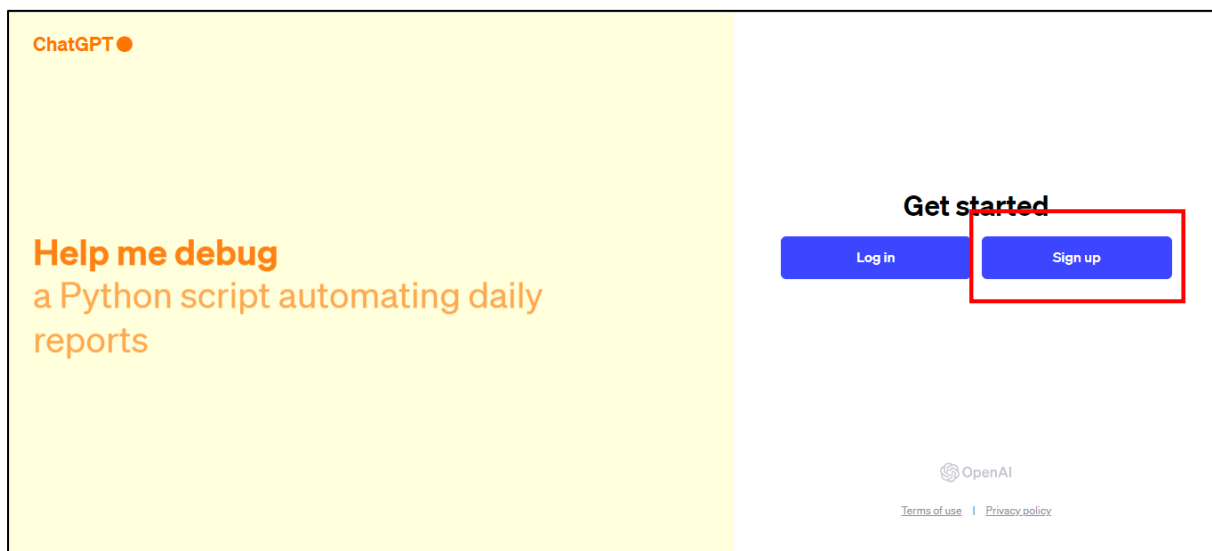 ChatGPT
Help me debug
a Python script automating daily
reports
Get started
Log in
Sign up
OpenAI
Terms of use | Privacy policy